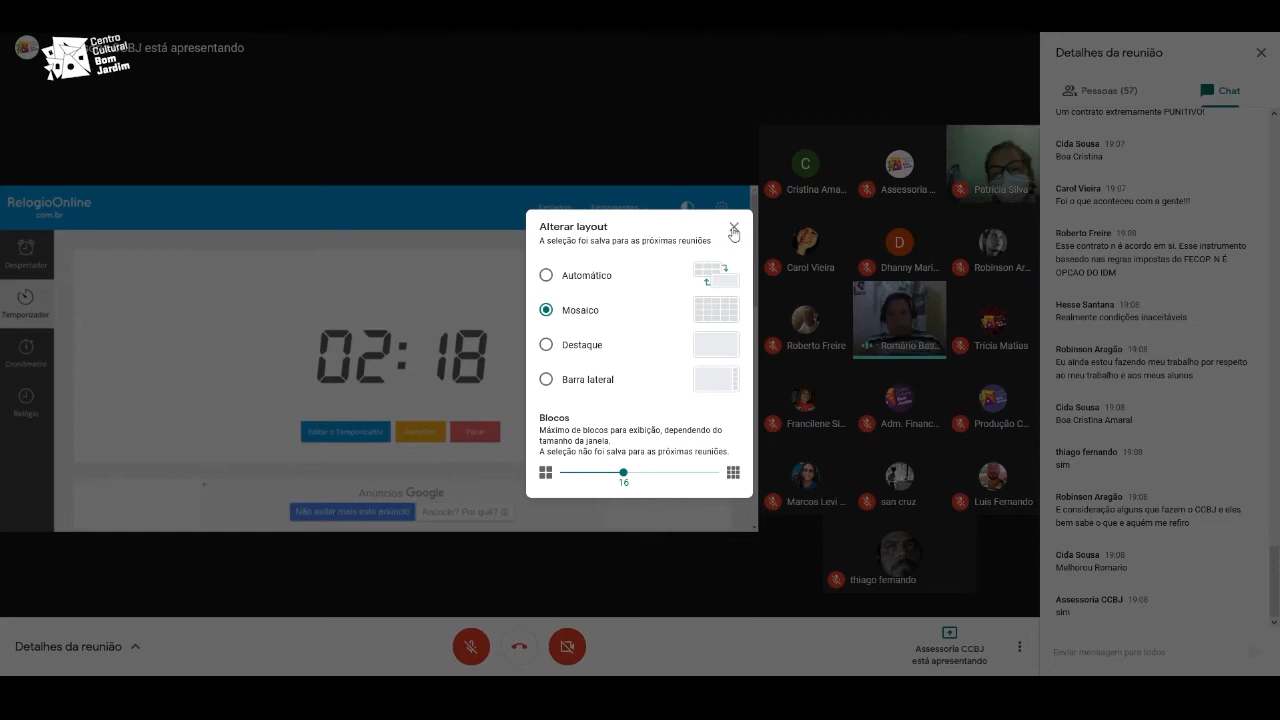 Centro
Cultural
Bom
Jardim
CBJ está apresentando
RelogioOnline
com.br
Despertador
Temporizador
Cronômetro
Relógio
02:18
Editar o Temporizador
Parar
Anúncios Google
Não exibir mais este anúncio
Anúncio? Por quê?
Alterar layout
A seleção foi salva para as próximas reuniões
Automático
Mosaico
Destaque
Barra lateral
Blocos
Máximo de blocos para exibição, dependendo do
tamanho da janela.
A seleção não foi salva para as próximas reuniões.
16
C
Cristina Ama...
Assessoria ...
Patrícia Silva
Carol Vieira
D
Dhanny Mari...
Robinson Ar...
Roberto Freire
Romário Bas...
Trícia Matias
Francilene Si...
Adm. Financ...
Produção C...
Marcos Levi ...
san cruz
Luis Fernando
thiago fernando
Detalhes da reunião
Pessoas (57)
Chat
Um contrato extremamente PUNITIVO!
Cida Sousa 19:07
Boa Cristina
Carol Vieira 19:07
Foi o que aconteceu com a gente!!!
Roberto Freire 19:08
Esse contrato n é acordo em si. Esse instrumento
baseado nas regras impostas do FECOP. N É
OPCAO DO IDM
Hesse Santana 19:08
Realmente condições inaceitáveis
Robinson Aragão 19:08
Eu ainda estou fazendo meu trabalho por respeito
ao meu trabalho e aos meus alunos
Cida Sousa 19:08
Boa Cristina Amaral
thiago fernando 19:08
sim
Robinson Aragão 19:08
E consideração alguns que fazem o CCBJ e eles
bem sabe o que e aquém me refiro
Cida Sousa 19:08
Melhorou Romario
Assessoria CCBJ 19:08
sim
Enviar mensagem para todos
Detalhes da reunião
Assessoria CCBJ
está apresentando